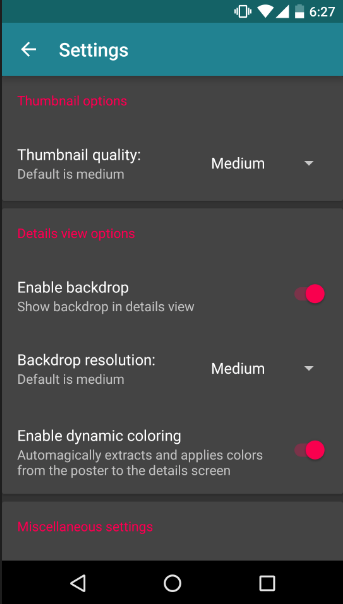 6:27
Settings
Thumbnail options
Thumbnail quality:
Medium
Default is medium
Details view options
Enable backdrop
Show backdrop in details view
Backdrop resolution:
Medium
Default is medium
Enable dynamic coloring
Automagically extracts and applies colors
from the poster to the details screen
Miscellaneous settings